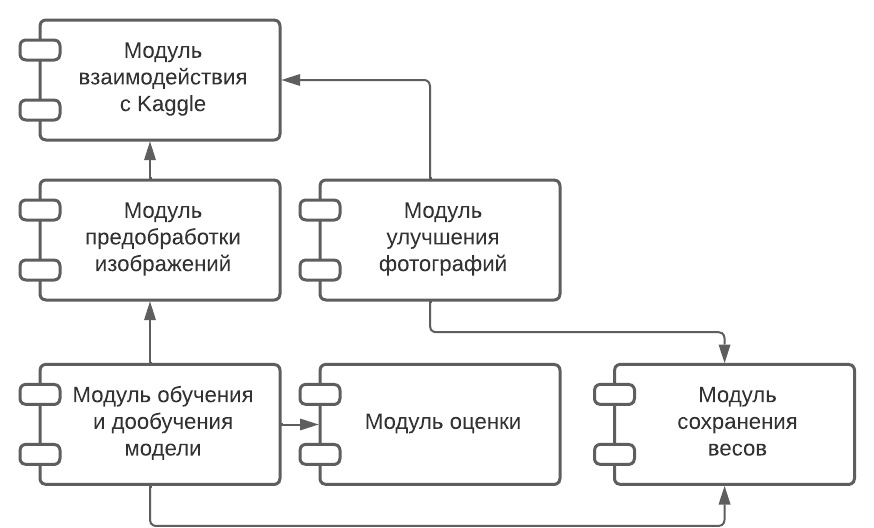 Модуль
взаимодействия
с Kaggle
Модуль
предобработки
изображений
Модуль
улучшения
фотографий
Модуль обучения
и дообучения
модели
Модуль оценки
Модуль
сохранения
весов